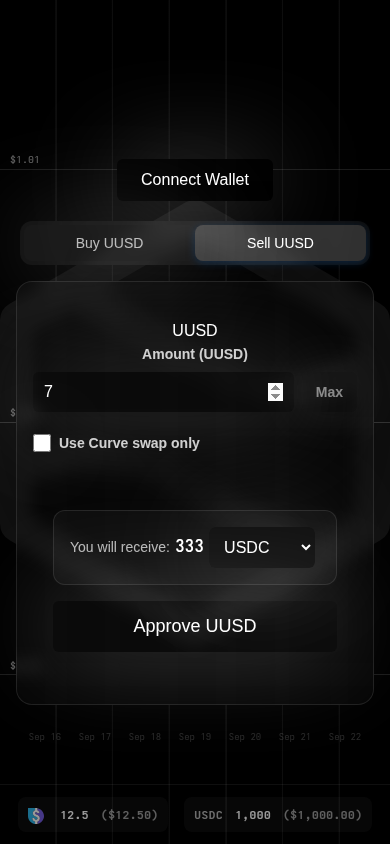 $1.01
Connect Wallet
Buy UUSD Sell UUSD
UUSD
Amount (UUSD)
7 Max
$
Use Curve swap only
You will receive: 333 USDC
Approve UUSD
$
Sep 16 Sep 17 Sep 18 Sep 19 Sep 20 Sep 21 Sep 22
12.5 ($12.50) USDC 1,000 ($1,000.00)